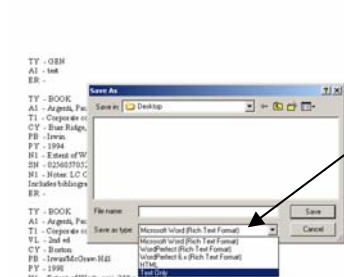 TY - GEN
A1 - test
ER -
TY - BOOK
A1 - Argenti, Pa
T1 - Corporate co
CY - Burr Ridge,
PB - Irwin
PY - 1994
N1 - Extent of W
SN - 0256057052
N1 - Notes: LC C
Includes bibliogra
ER -
TY - BOOK
A1 - Argenti, Pa
T1 - Corporate co
VL - 2nd ed
CY - Boston
PB - Irwin/McGraw-Hill
PY - 1998
Save As
Save in: Desktop
File name:
Save
Save as type: Microsoft Word (Rich Text Format)
Cancel
Microsoft Word (Rich Text Format)
WordPerfect (Rich Text Format)
WordPerfect 6.x (Rich Text Format)
HTML
Text Only